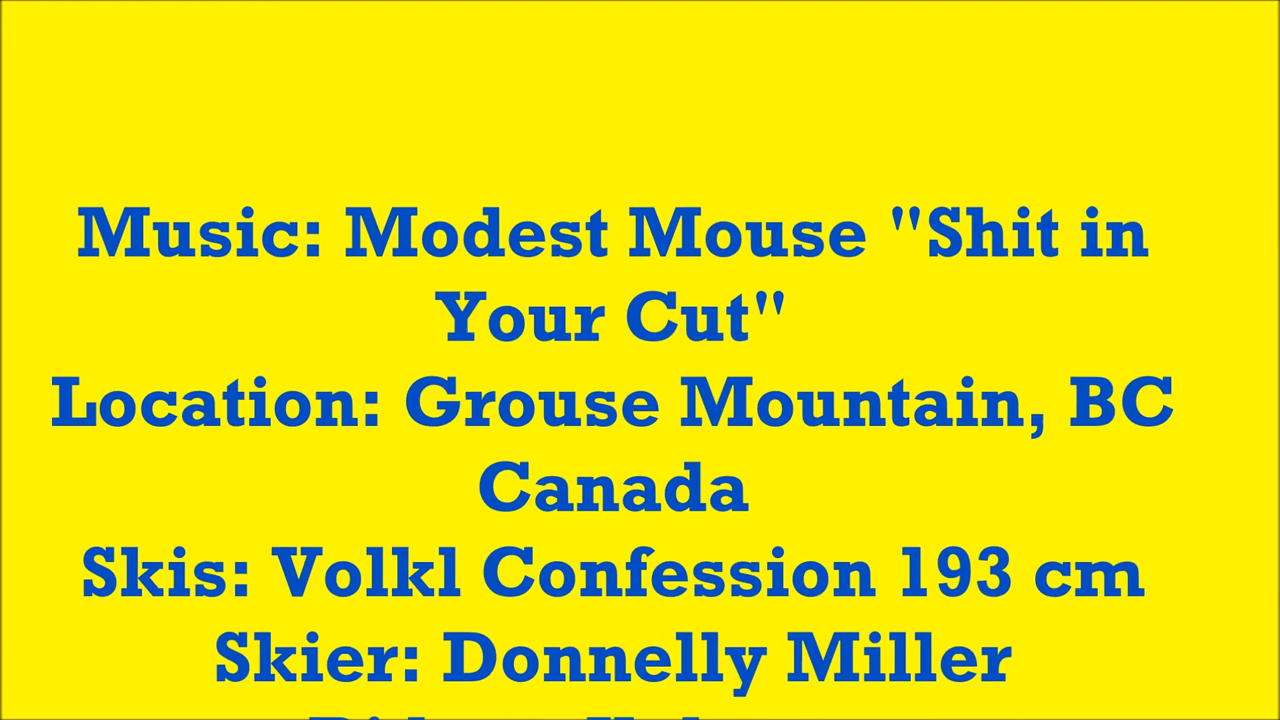 Music: Modest Mouse "Shit in
Your Cut"
Location: Grouse Mountain, BC
Canada
Skis: Volkl Confession 193 cm
Skier: Donnelly Miller